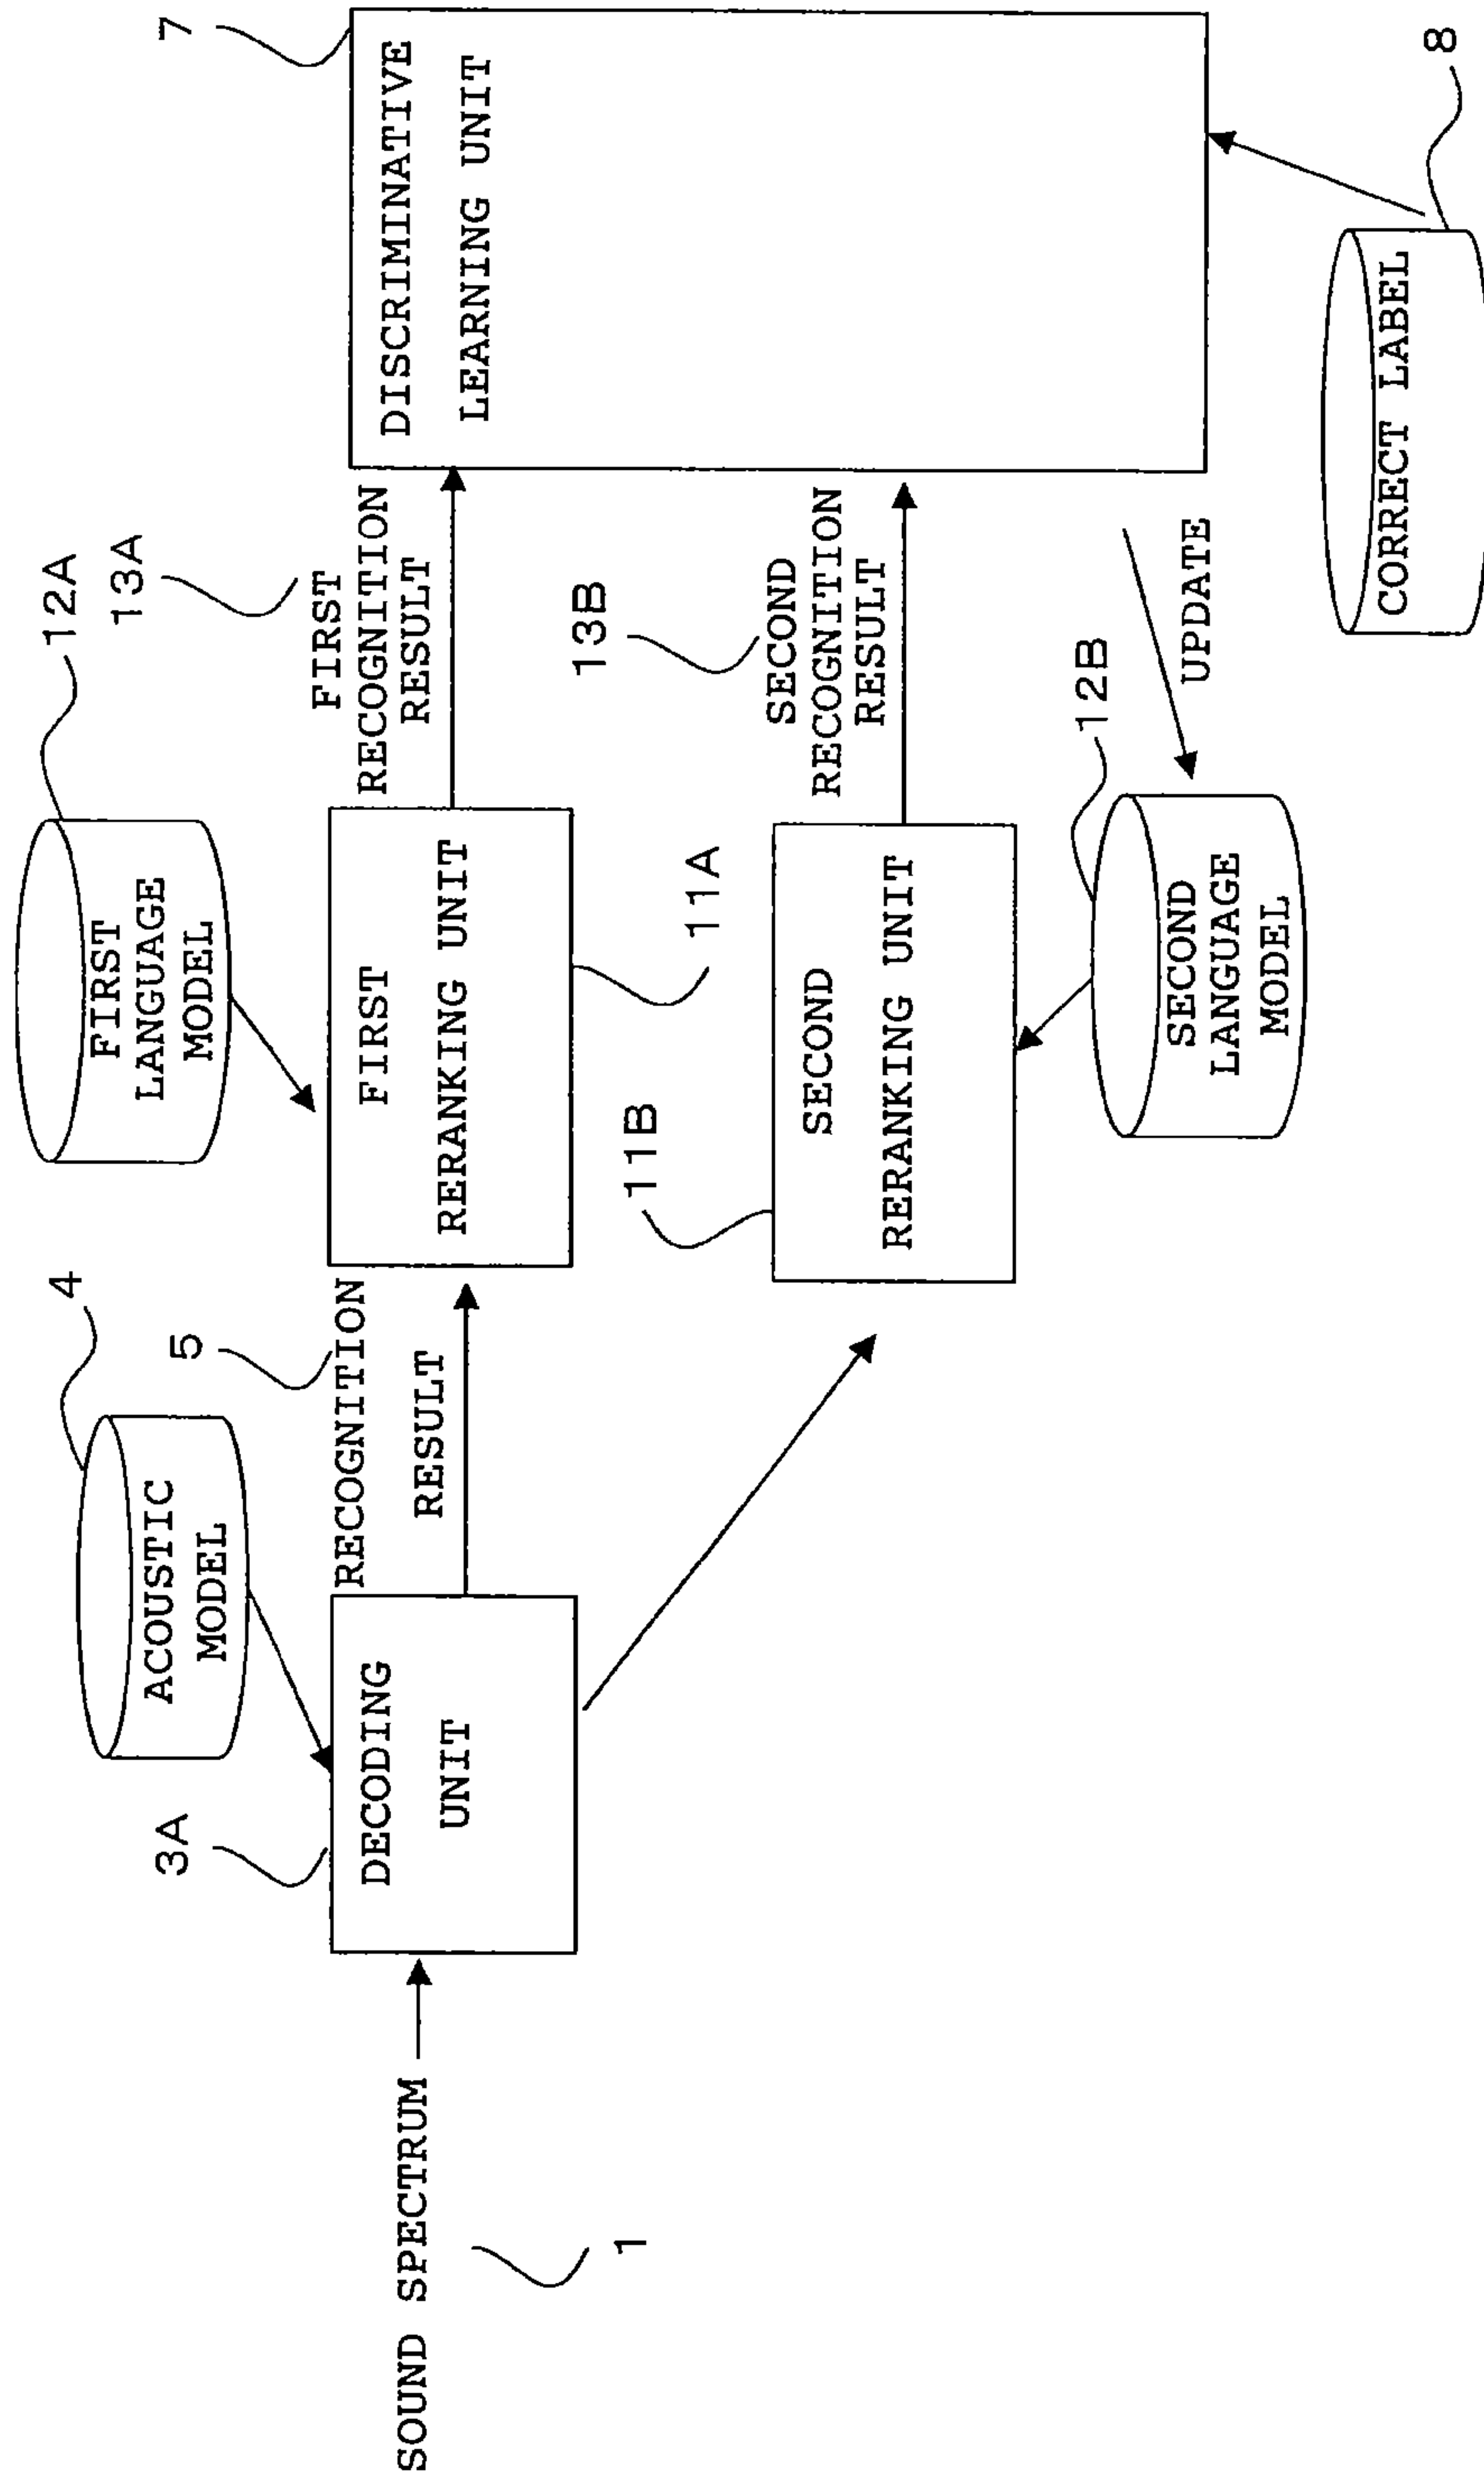 SOUND SPECTRUM
1
3A
DECODING
UNIT
ACOUSTIC
MODEL
4
5
RECOGNITION
RESULT
FIRST
LANGUAGE
MODEL
12A
FIRST
RERANKING UNIT
11A
13A
FIRST
RECOGNITION
RESULT
11B
SECOND
RERANKING UNIT
13B
SECOND
RECOGNITION
RESULT
12B
SECOND
LANGUAGE
MODEL
UPDATE
7
DISCRIMINATIVE
LEARNING UNIT
8
CORRECT LABEL